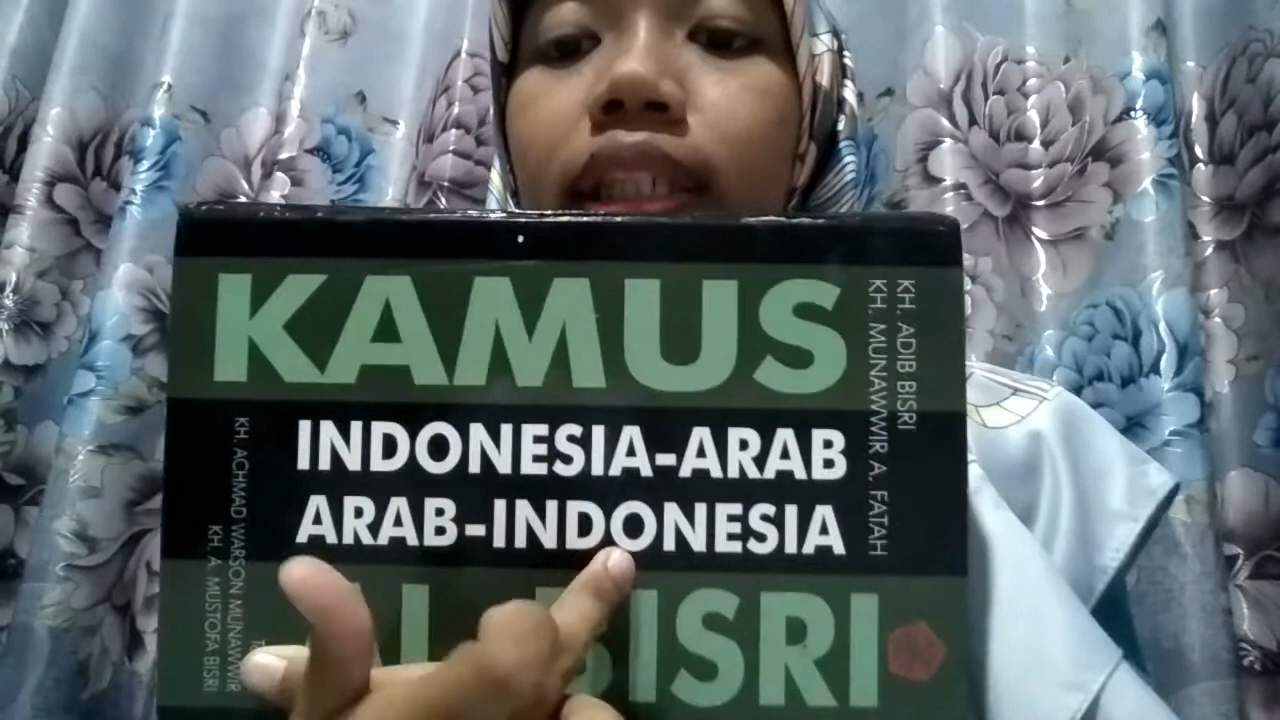 KAMUS
INDONESIA-ARAB
ARAB-INDONESIA
AL BISRI
KH. ADIB BISRI
KH. MUNAWWIR A. FATAH
KH. ACHMAD WARSON MUNAWWIR
KH. A. MUSTOFA BISRI